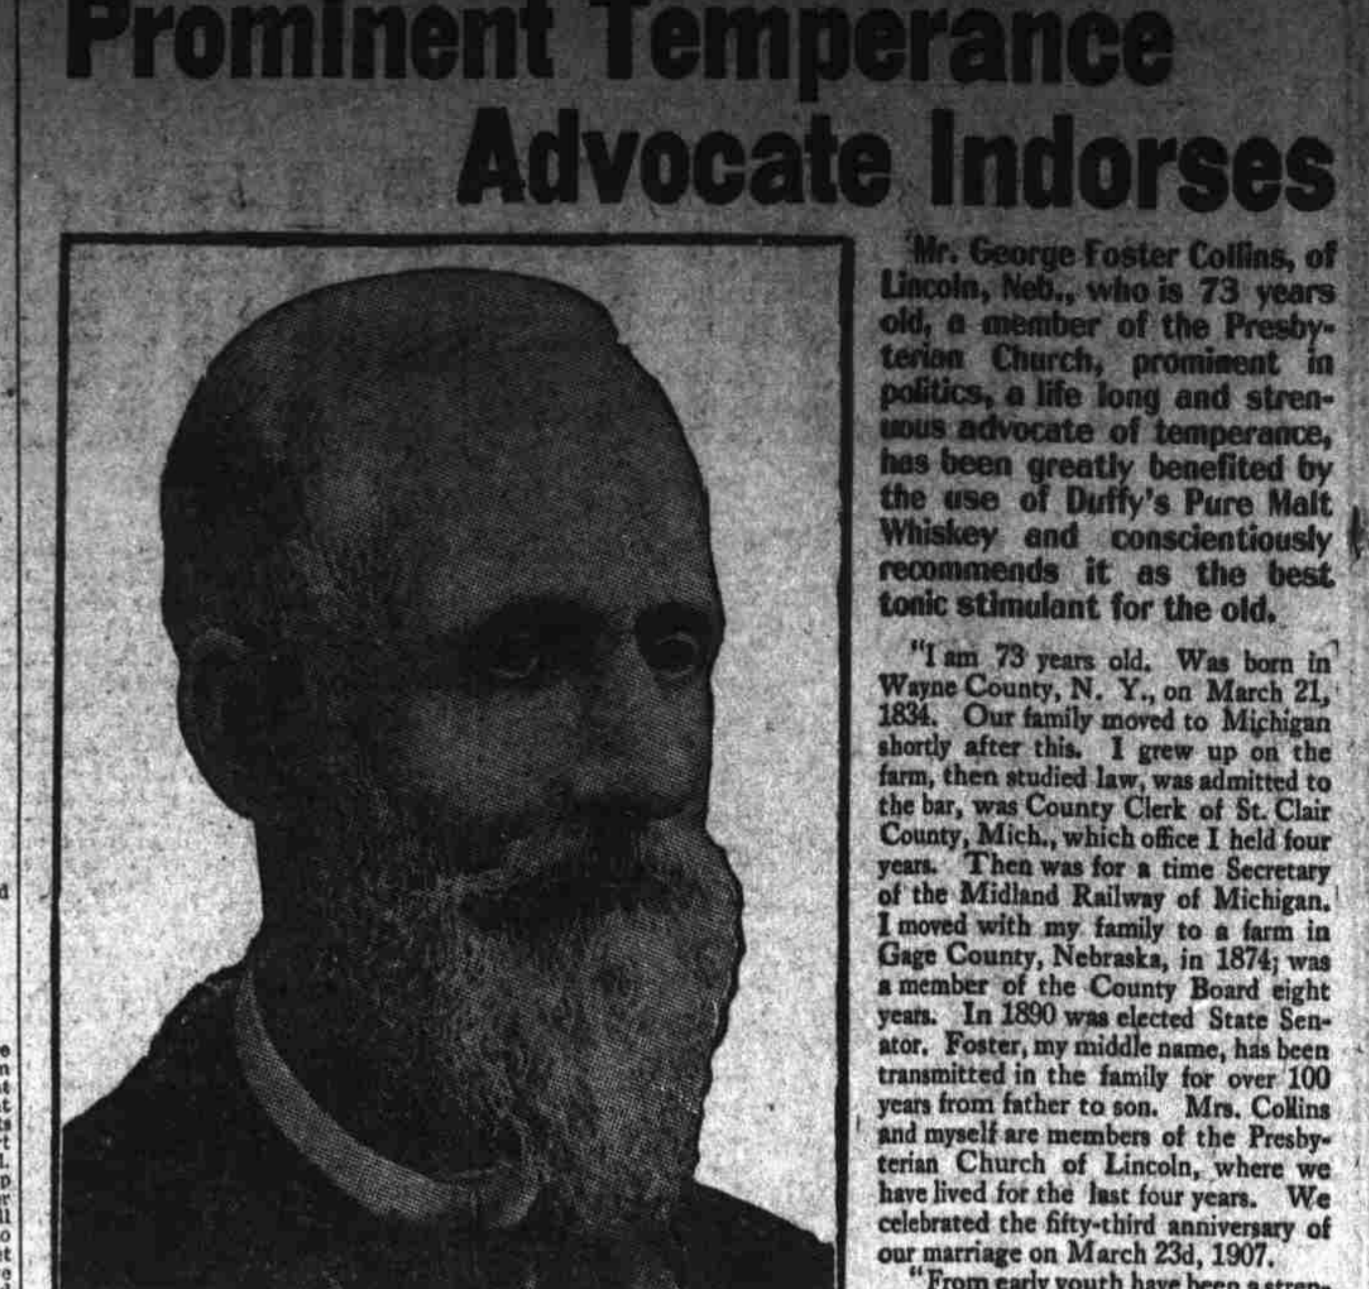 Prominent Temperance
Advocate Indorses
Mr. George Foster Collins, of
Lincoln, Neb., who is 73 years
old, a member of the Presby-
terian Church, prominent in
politics, a life long and stren-
uous advocate of temperance,
has been greatly benefited by
the use of Duffy's Pure Malt
Whiskey and conscientiously
recommends it as the best
tonic stimulant for the old.
"I am 73 years old. Was born in
Wayne County, N. Y., on March 21,
1834. Our family moved to Michigan
shortly after this. I grew up on the
farm, then studied law, was admitted to
the bar, was County Clerk of St. Clair
County, Mich., which office I held four
years. Then was for a time Secretary
of the Midland Railway of Michigan.
I moved with my family to a farm in
Gage County, Nebraska, in 1874; was
a member of the County Board eight
years. In 1890 was elected State Sen-
ator. Foster, my middle name, has been
transmitted in the family for over 100
years from father to son. Mrs. Collins
and myself are members of the Presby-
terian Church of Lincoln, where we
have lived for the last four years. We
celebrated the fifty-third anniversary of
our marriage on March 23d, 1907.
"From early youth have been a stren-